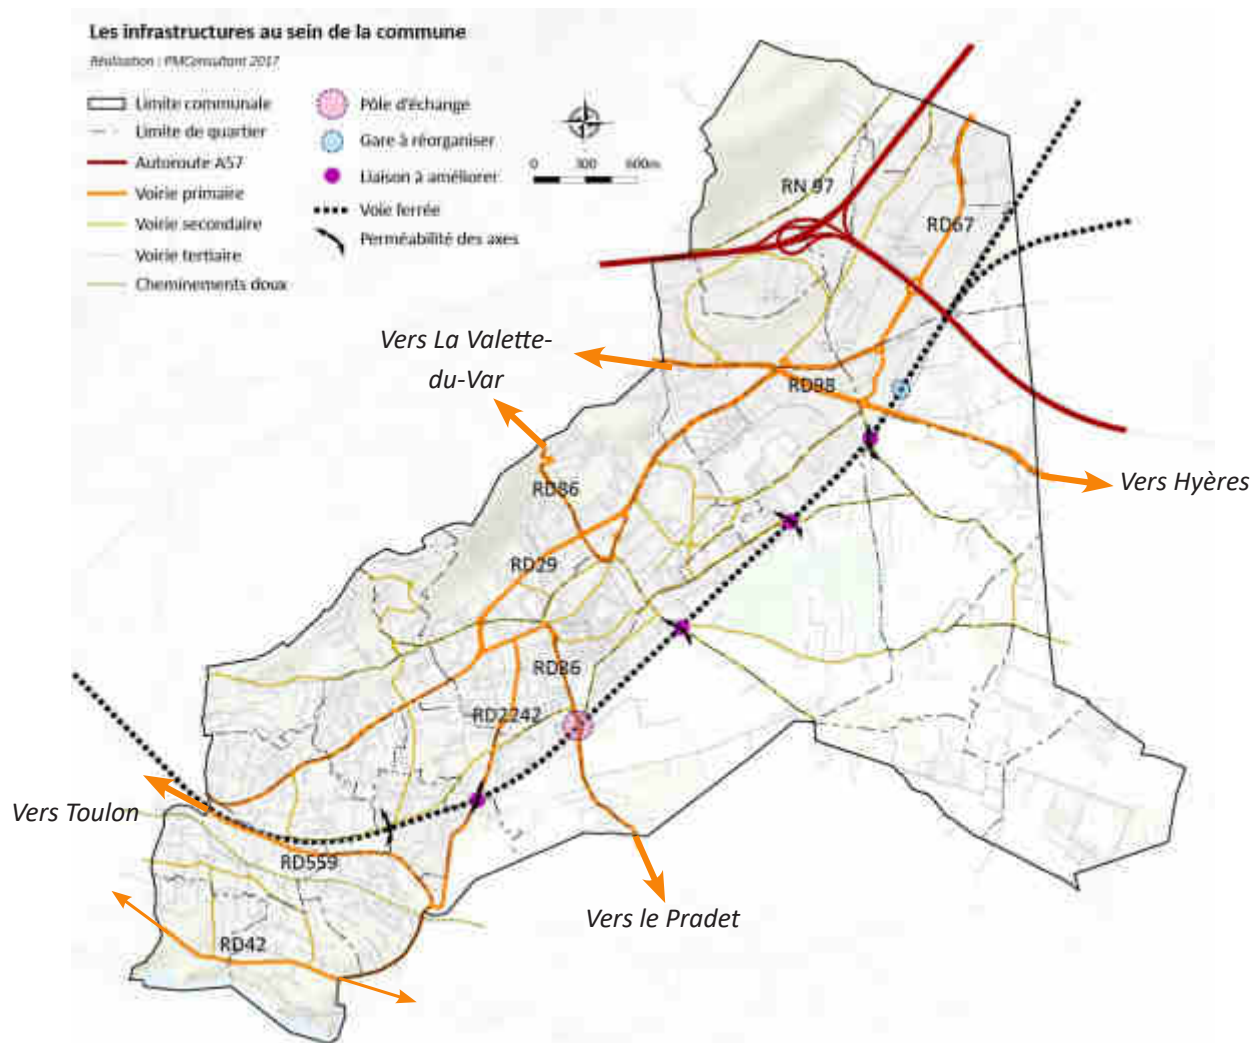 Les infrastructures au sein de la commune
Réalisation : PMConsultant 2017
Limite communale
Limite de quartier
Autoroute A57
Voirie primaire
Voirie secondaire
Voirie tertiaire
Cheminements doux
Pôle d'échange
Gare à réorganiser
Liaison à améliorer
Voie ferrée
Perméabilité des axes
0 300 600m
RN 97
RD67
Vers La Valette-
du-Var
RD98
Vers Hyères
RD86
RD29
RD86
RD2242
Vers Toulon
RD559
Vers le Pradet
RD42